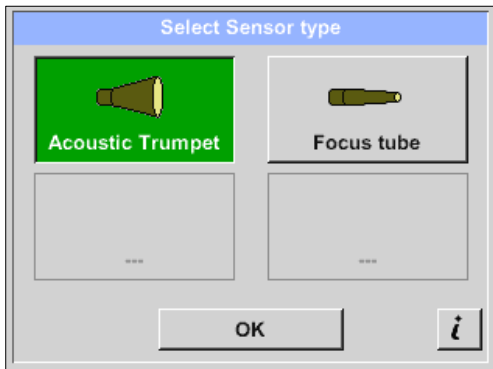 Select Sensor type
Acoustic Trumpet
Focus tube
---
---
OK
i